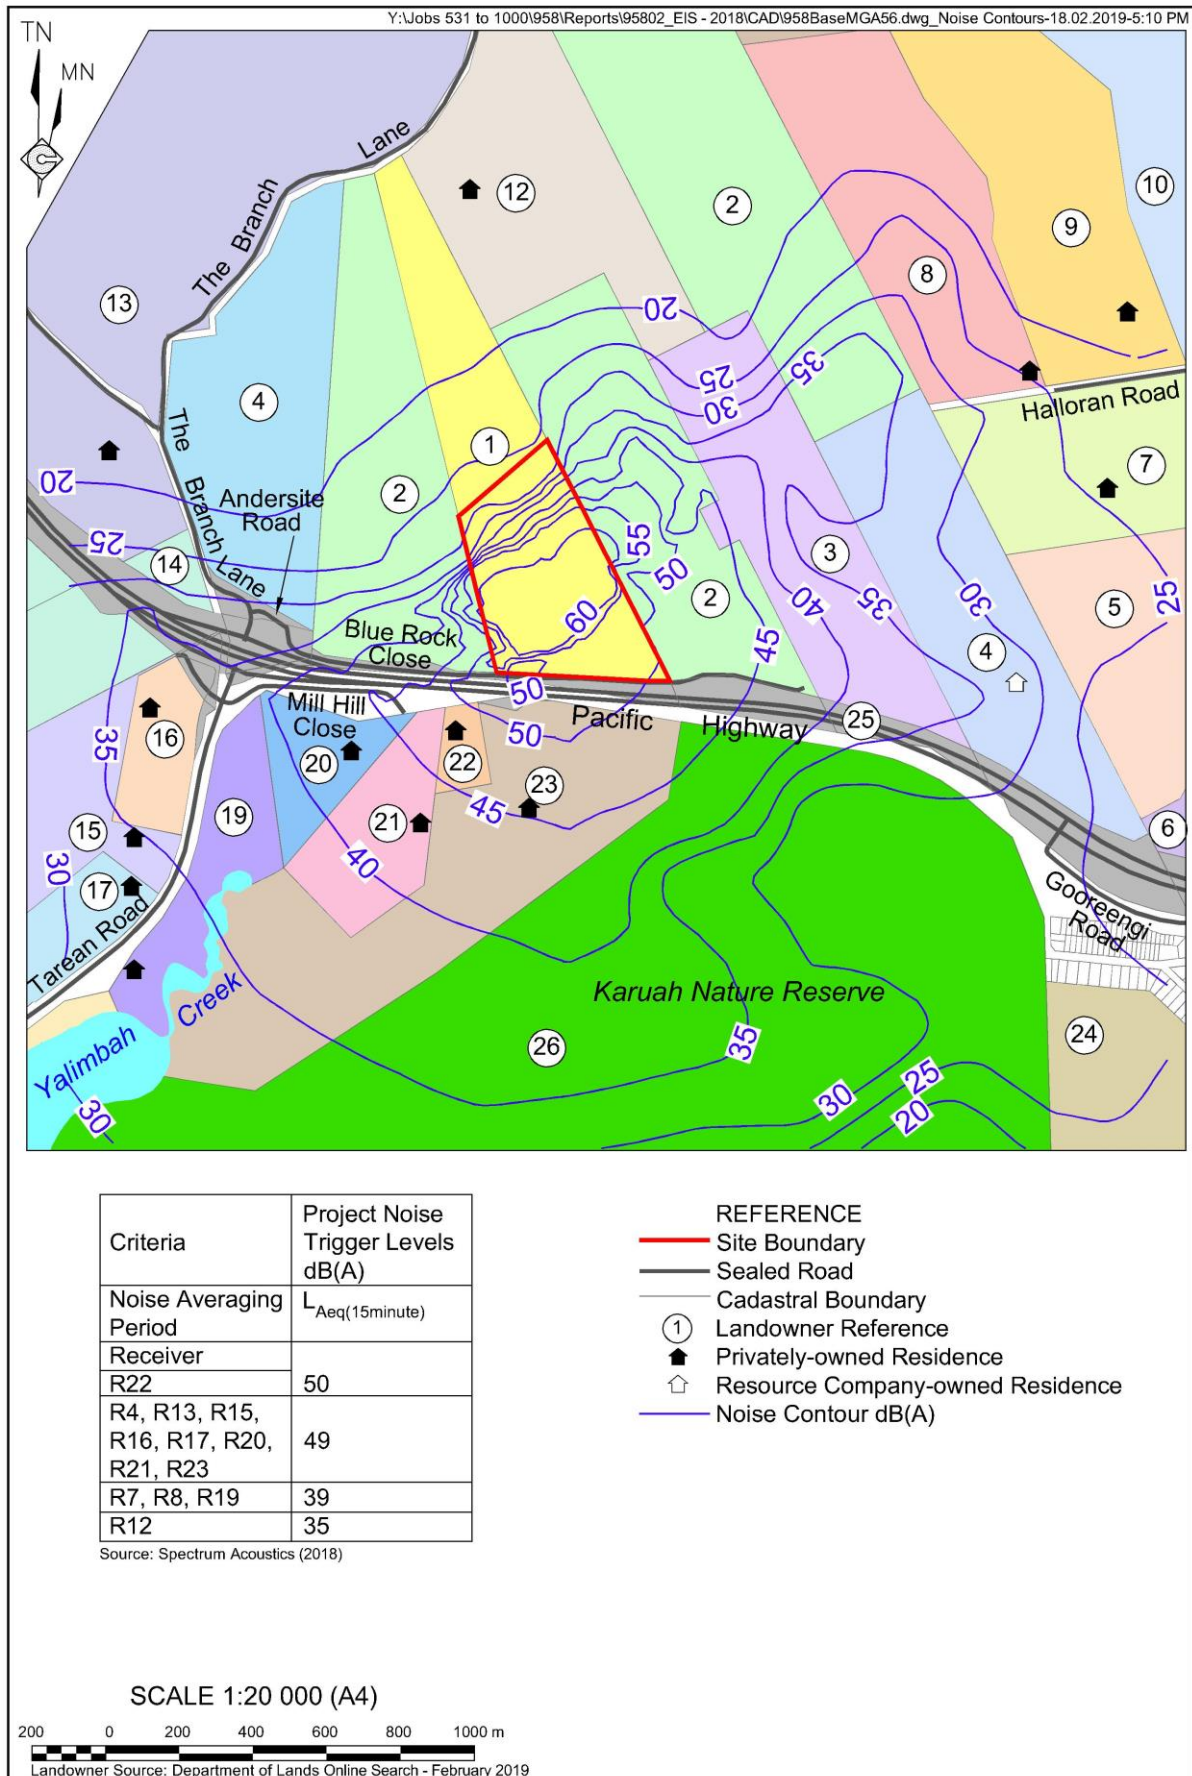 Y:\Jobs 531 to 1000\958\Reports\95802_EIS - 2018\CAD\958BaseMGA56.dwg_Noise Contours-18.02.2019-5:10 PM
TN
MN
The Branch Lane
12
2
10
9
8
13
20
4
25
35
30
1
Halloran Road
The Branch Lane
7
20
2
Andersite
Road
25
14
55
50
3
5
25
30
35
40
60
2
45
4
Blue Rock
Close
50
Mill Hill
Close
Pacific Highway
25
50
16
35
20
22
23
45
19
21
15
6
40
30
17
Gooreengi
Road
Tarean Road
Yalimbah Creek
Karuah Nature Reserve
26
35
24
30
25
20
30
Criteria
Project Noise
Trigger Levels
dB(A)
Noise Averaging
Period
LAeq(15minute)
Receiver
R22
50
R4, R13, R15,
R16, R17, R20,
R21, R23
49
R7, R8, R19
39
R12
35
Source: Spectrum Acoustics (2018)
REFERENCE
Site Boundary
Sealed Road
Cadastral Boundary
1 Landowner Reference
Privately-owned Residence
Resource Company-owned Residence
Noise Contour dB(A)
SCALE 1:20 000 (A4)
200 0 200 400 600 800 1000 m
Landowner Source: Department of Lands Online Search - February 2019